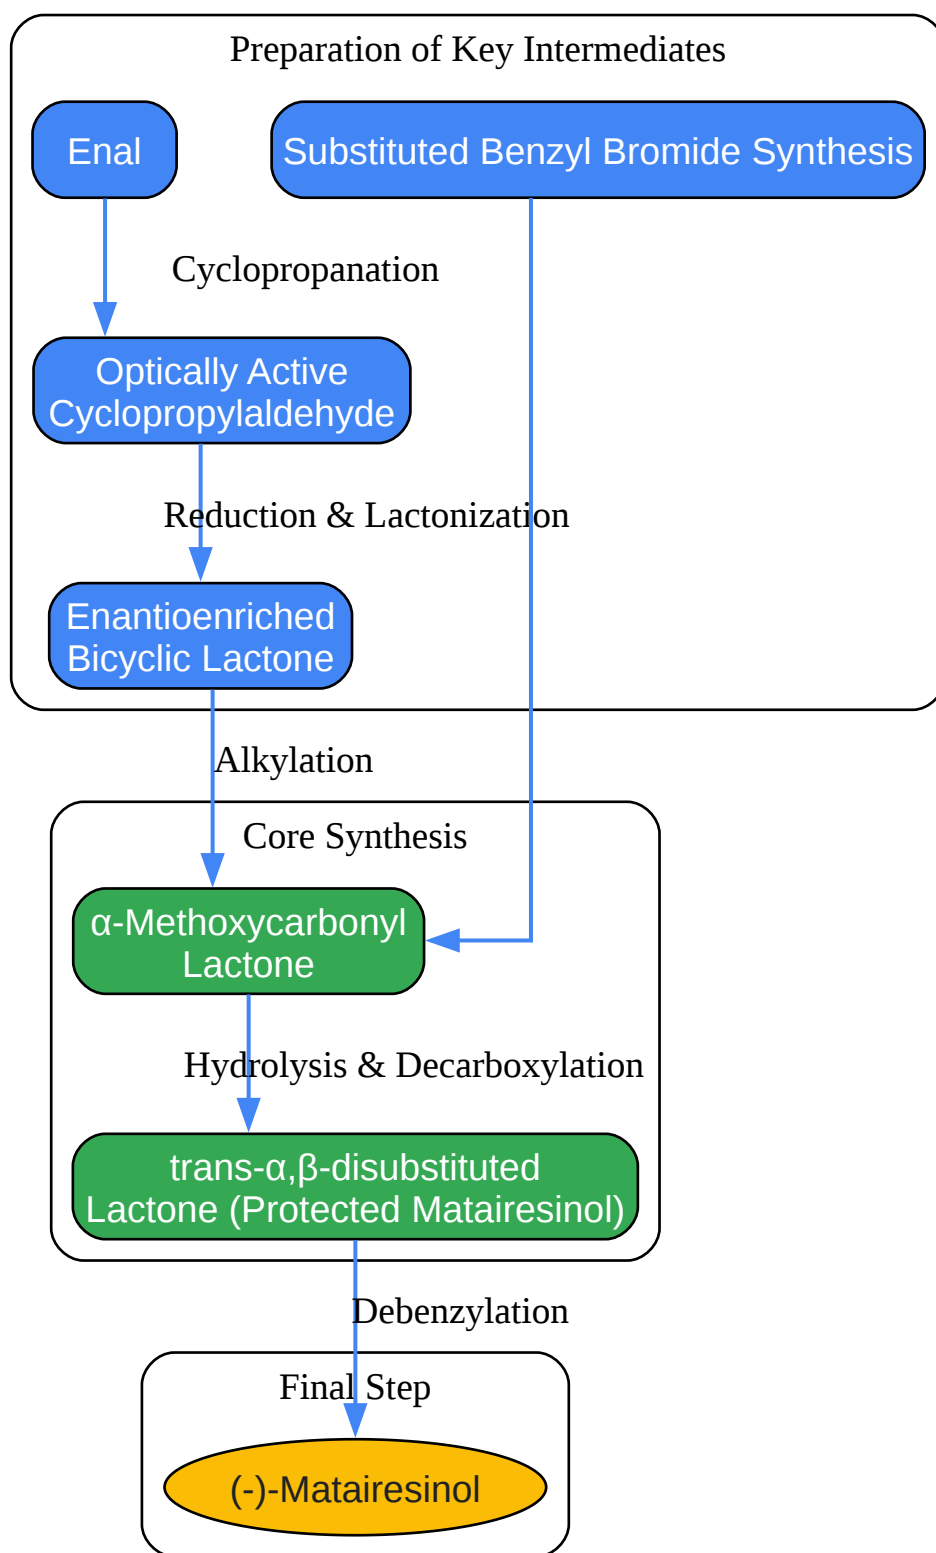 Preparation of Key Intermediates
Enal
Substituted Benzyl Bromide Synthesis
Cyclopropanation
Optically Active
Cyclopropylaldehyde
Reduction & Lactonization
Enantioenriched
Bicyclic Lactone
Alkylation
Core Synthesis
α-Methoxycarbonyl
Lactone
Hydrolysis & Decarboxylation
trans-α,β-disubstituted
Lactone (Protected Matairesinol)
Debenzylation
Final Step
(-)-Matairesinol